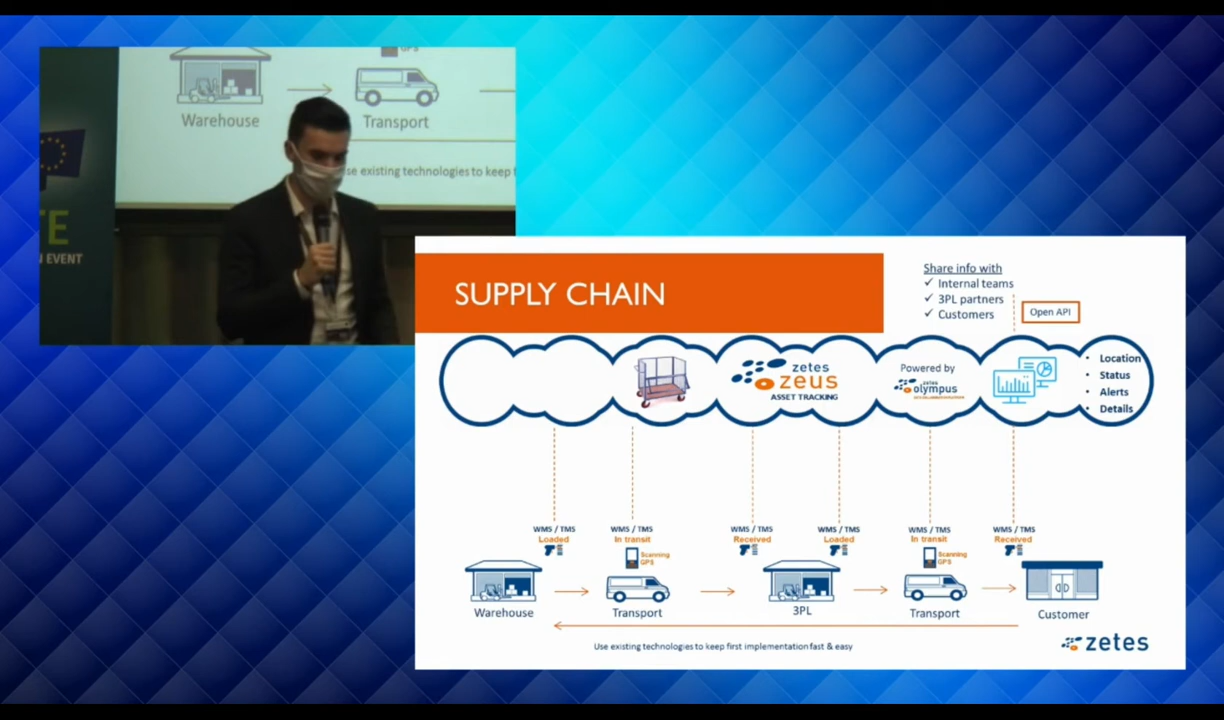 GPS
Warehouse
Transport
se existing technologies to keep f
TE
EVENT
SUPPLY CHAIN
Share info with
✓ Internal teams
✓ 3PL partners
✓ Customers
Open API
zetes
zeus
ASSET TRACKING
Powered by
zetes
olympus
• Location
• Status
• Alerts
• Details
WMS / TMS
Loaded
WMS / TMS
In transit
Scanning
GPS
WMS / TMS
Received
WMS / TMS
Loaded
WMS / TMS
In transit
Scanning
GPS
WMS / TMS
Received
Warehouse
Transport
3PL
Transport
Customer
Use existing technologies to keep first implementation fast & easy
zetes